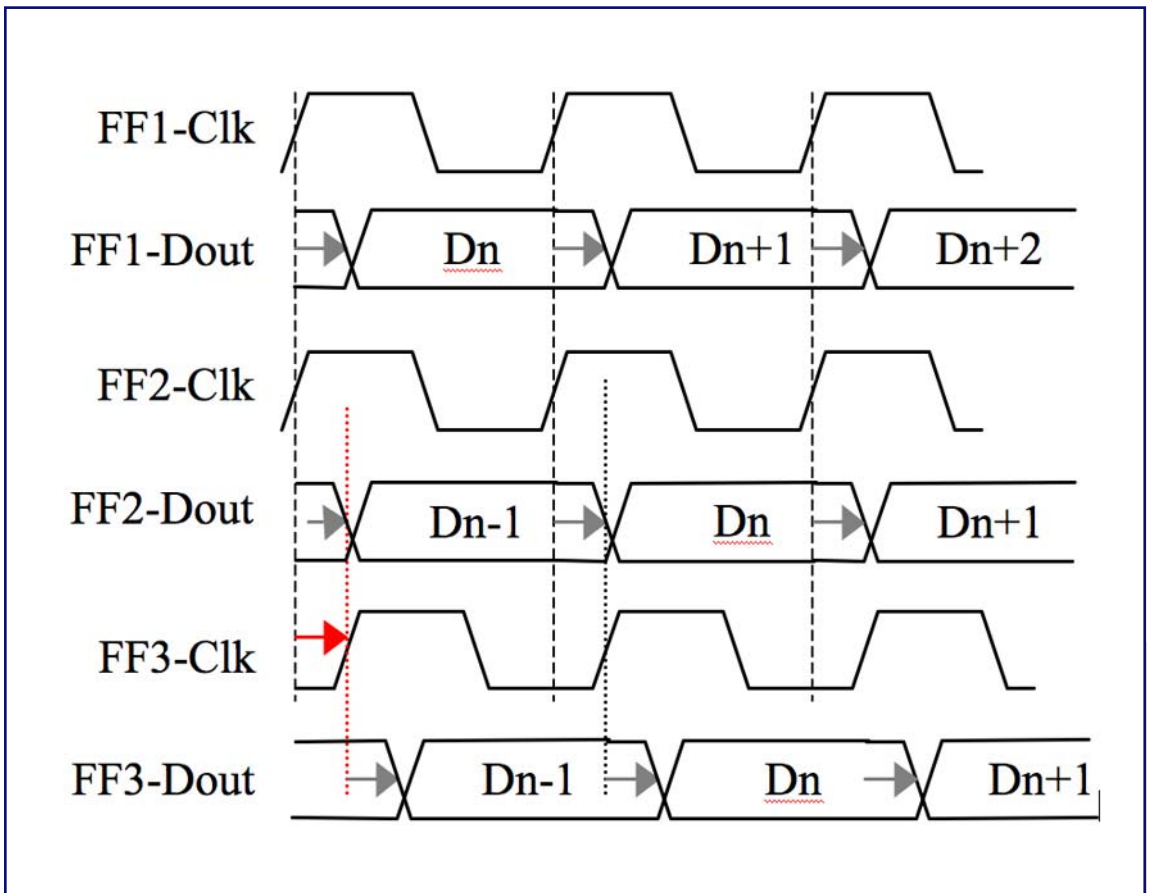 FF1-Clk
FF1-Dout Dn Dn+1 Dn+2
FF2-Clk
FF2-Dout Dn-1 Dn Dn+1
FF3-Clk
FF3-Dout Dn-1 Dn Dn+1